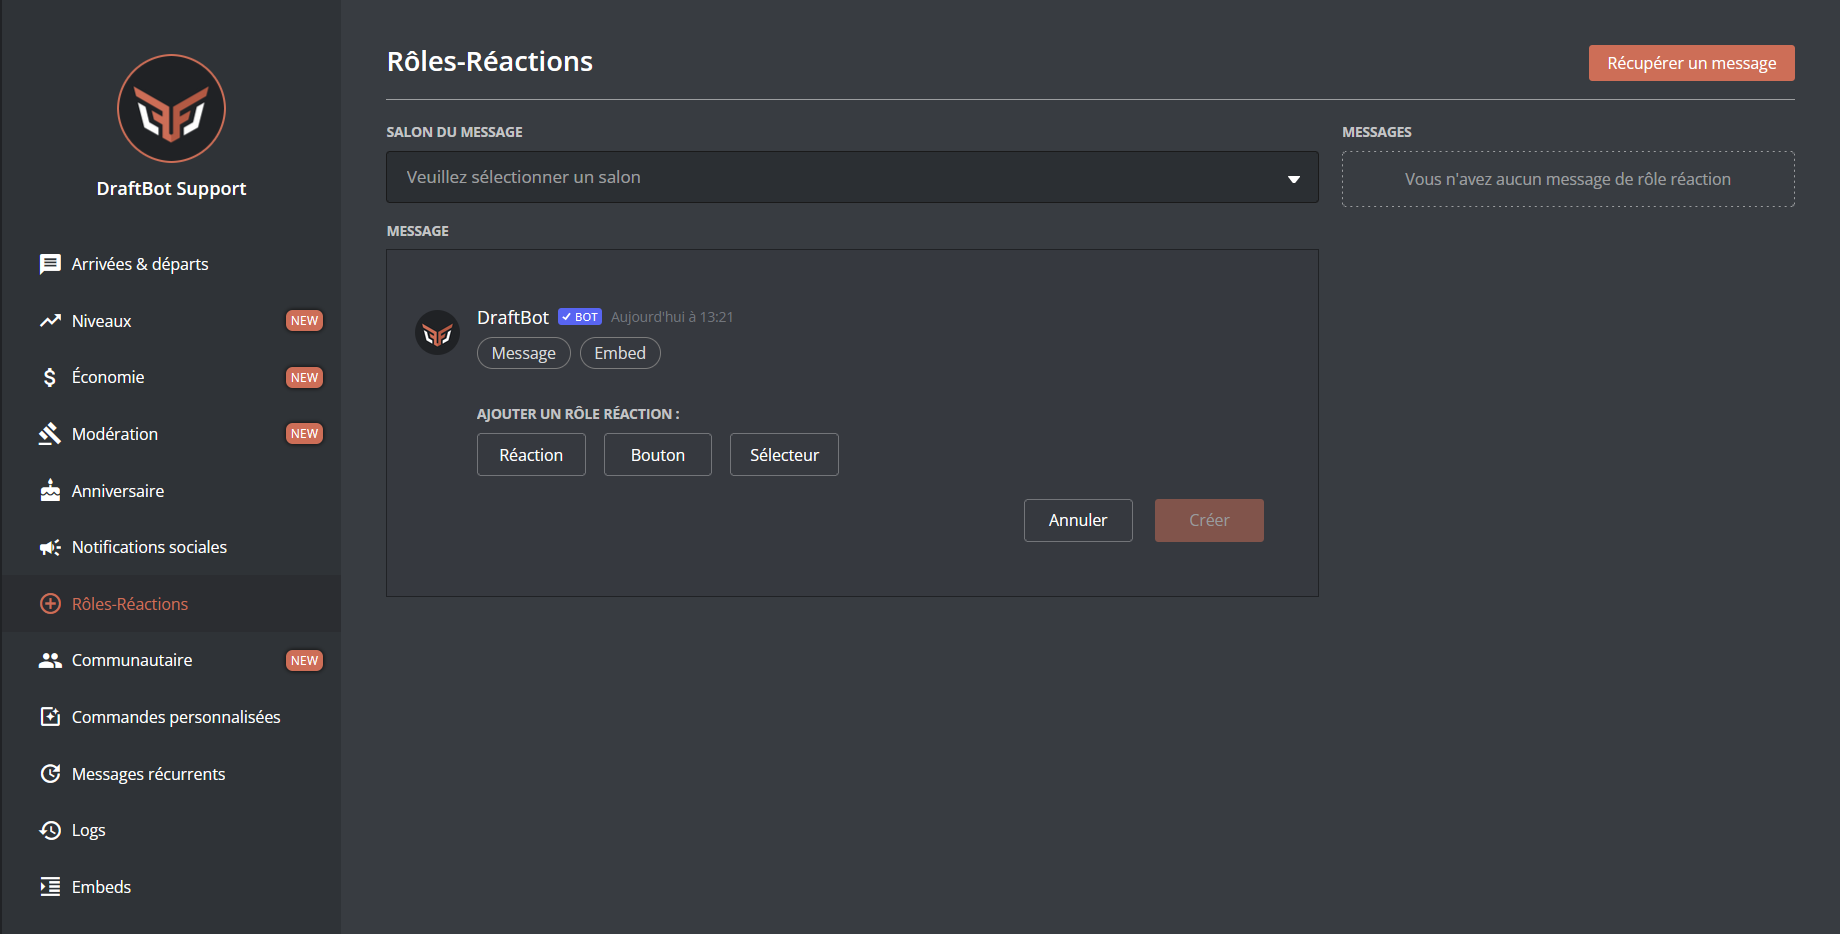 DraftBot Support
Arrivées & départs
Niveaux NEW
Économie NEW
Modération NEW
Anniversaire
Notifications sociales
Rôles-Réactions
Communautaire NEW
Commandes personnalisées
Messages récurrents
Logs
Embeds
Rôles-Réactions
Récupérer un message
SALON DU MESSAGE
Veuillez sélectionner un salon
MESSAGE
DraftBot BOT Aujourd'hui à 13:21
Message Embed
AJOUTER UN RÔLE RÉACTION :
Réaction Bouton Sélecteur
Annuler Créer
MESSAGES
Vous n'avez aucun message de rôle réaction